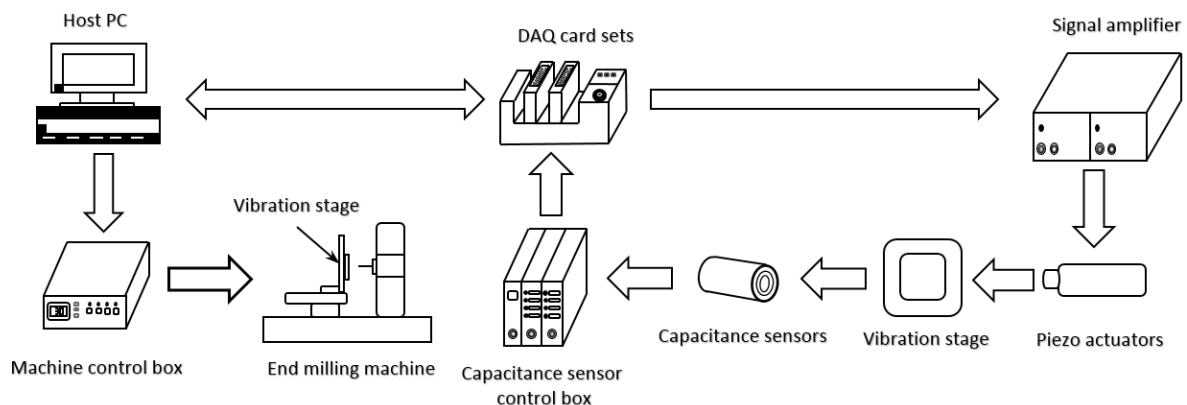 Host PC
DAQ card sets
Signal amplifier
Vibration stage
Machine control box
End milling machine
Capacitance sensor
control box
Capacitance sensors
Vibration stage
Piezo actuators